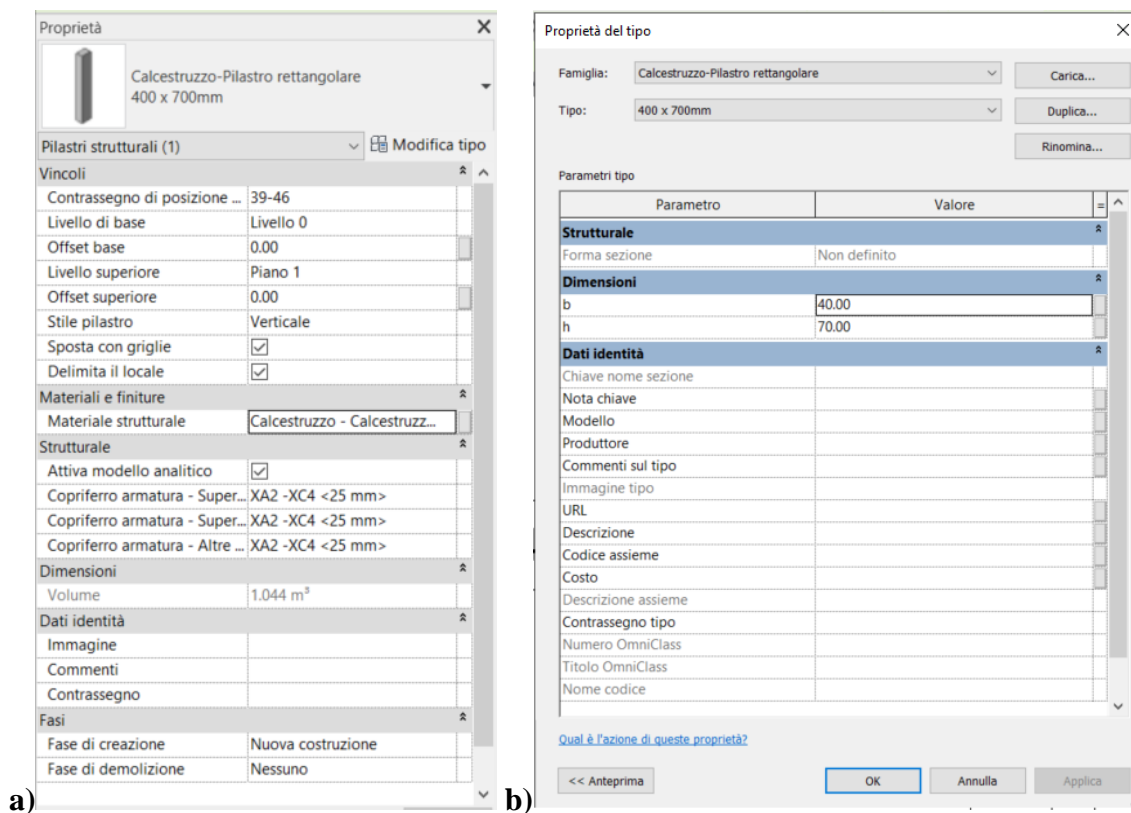 Proprietà
Calcestruzzo-Pilastro rettangolare
400 x 700mm
Pilastri strutturali (1) Modifica tipo
Vincoli
Contrassegno di posizione ... 39-46
Livello di base Livello 0
Offset base 0.00
Livello superiore Piano 1
Offset superiore 0.00
Stile pilastro Verticale
Sposta con griglie
Delimita il locale
Materiali e finiture
Materiale strutturale Calcestruzzo - Calcestruzz...
Strutturale
Attiva modello analitico
Copriferro armatura - Super... XA2 -XC4 <25 mm>
Copriferro armatura - Super... XA2 -XC4 <25 mm>
Copriferro armatura - Altre ... XA2 -XC4 <25 mm>
Dimensioni
Volume 1.044 m³
Dati identità
Immagine
Commenti
Contrassegno
Fasi
Fase di creazione Nuova costruzione
Fase di demolizione Nessuno
a)
Proprietà del tipo
Famiglia: Calcestruzzo-Pilastro rettangolare Carica...
Tipo: 400 x 700mm Duplica...
Rinomina...
Parametri tipo
Parametro Valore =
Strutturale
Forma sezione Non definito
Dimensioni
b 40.00
h 70.00
Dati identità
Chiave nome sezione
Nota chiave
Modello
Produttore
Commenti sul tipo
Immagine tipo
URL
Descrizione
Codice assieme
Costo
Descrizione assieme
Contrassegno tipo
Numero OmniClass
Titolo OmniClass
Nome codice
Qual è l'azione di queste proprietà?
<< Anteprima OK Annulla Applica
b)